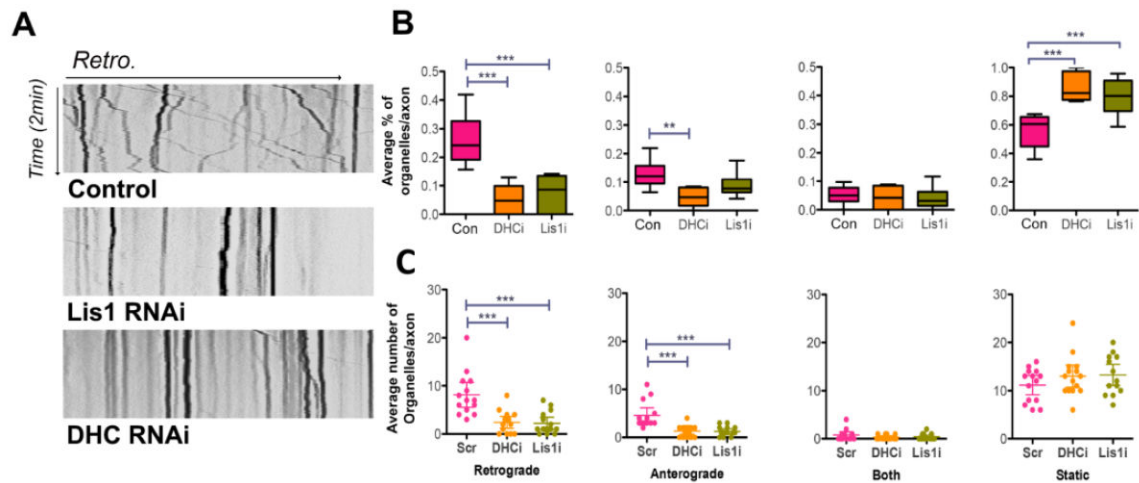 A
Retro.
Time (2min)
Control
Lis1 RNAi
DHC RNAi
B
Average % of
organelles/axon
0.5
0.4
0.3
0.2
0.1
0.0
***
***
Con DHCi Lis1i
0.5
0.4
0.3
0.2
0.1
0.0
**
Con DHCi Lis1i
0.5
0.4
0.3
0.2
0.1
0.0
Con DHCi Lis1i
1.0
0.8
0.6
0.4
0.2
0.0
***
***
Con DHCi Lis1i
C
Average number of
Organelles/axon
30
20
10
0
***
***
Scr DHCi Lis1i
Retrograde
30
20
10
0
***
***
Scr DHCi Lis1i
Anterograde
30
20
10
0
Scr DHCi Lis1i
Both
30
20
10
0
Scr DHCi Lis1i
Static